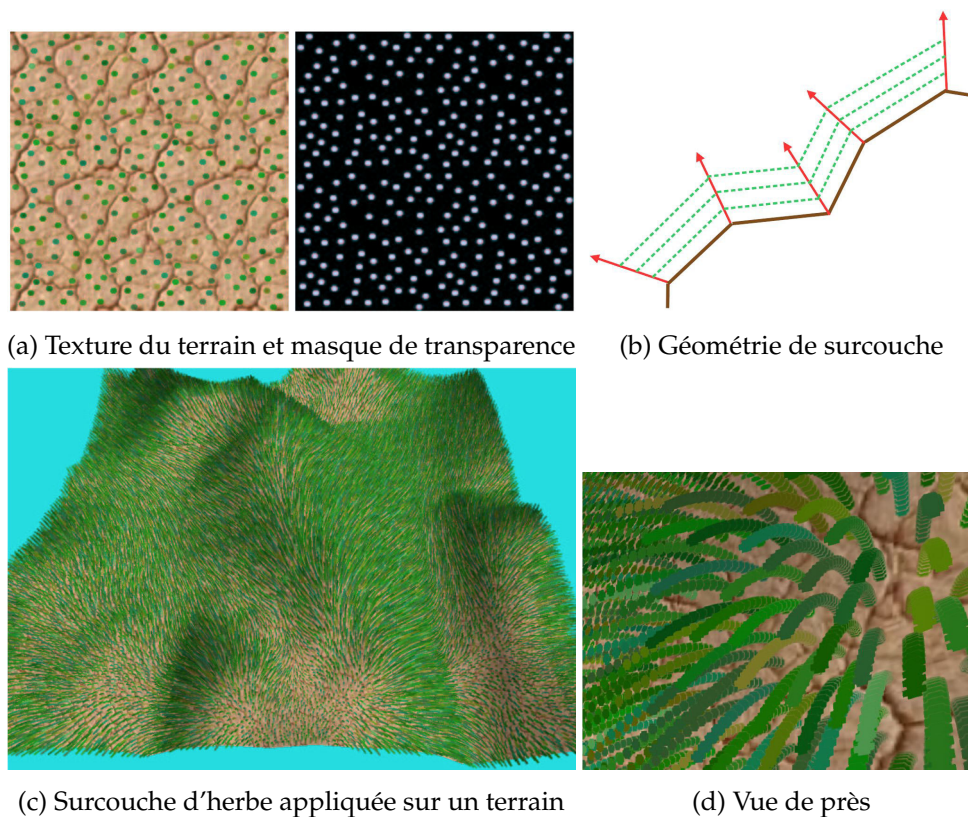 (a) Texture du terrain et masque de transparence
(b) Géométrie de surcouche
(c) Surcouche d'herbe appliquée sur un terrain
(d) Vue de près